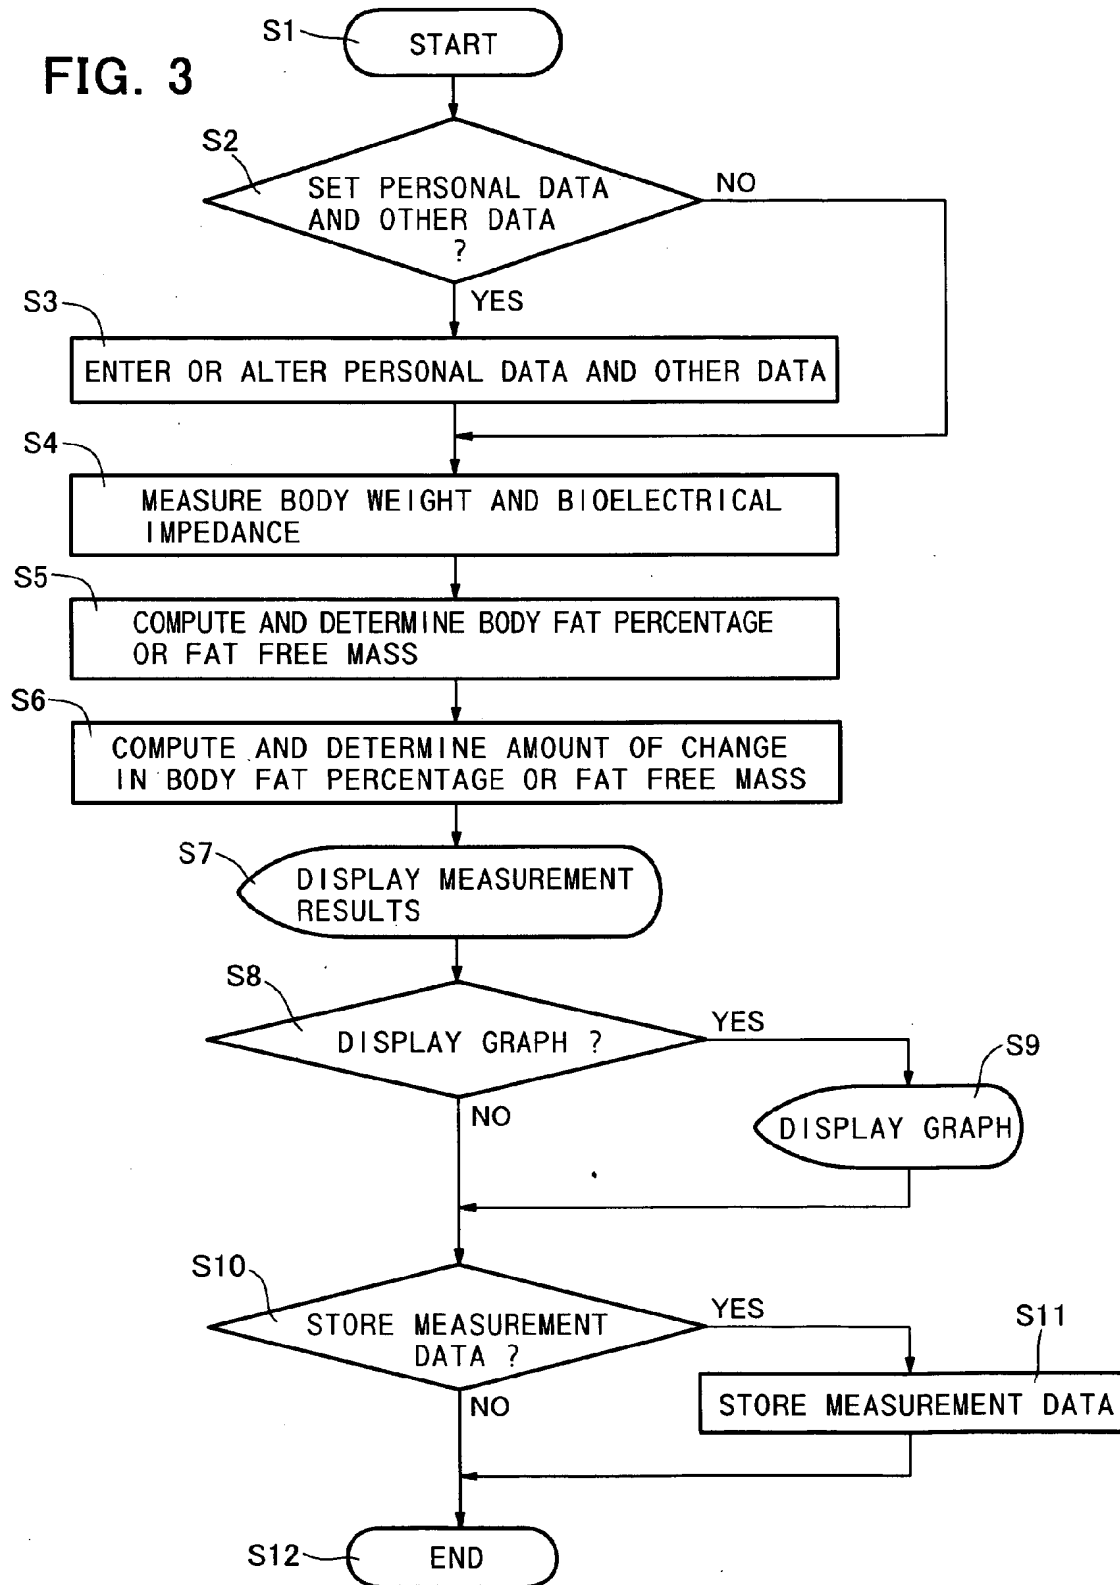 FIG. 3
S1
START
S2
SET PERSONAL DATA
AND OTHER DATA
?
NO
YES
S3
ENTER OR ALTER PERSONAL DATA AND OTHER DATA
S4
MEASURE BODY WEIGHT AND BIOELECTRICAL
IMPEDANCE
S5
COMPUTE AND DETERMINE BODY FAT PERCENTAGE
OR FAT FREE MASS
S6
COMPUTE AND DETERMINE AMOUNT OF CHANGE
IN BODY FAT PERCENTAGE OR FAT FREE MASS
S7
DISPLAY MEASUREMENT
RESULTS
S8
DISPLAY GRAPH ?
YES
NO
S9
DISPLAY GRAPH
S10
STORE MEASUREMENT
DATA ?
YES
NO
S11
STORE MEASUREMENT DATA
S12
END